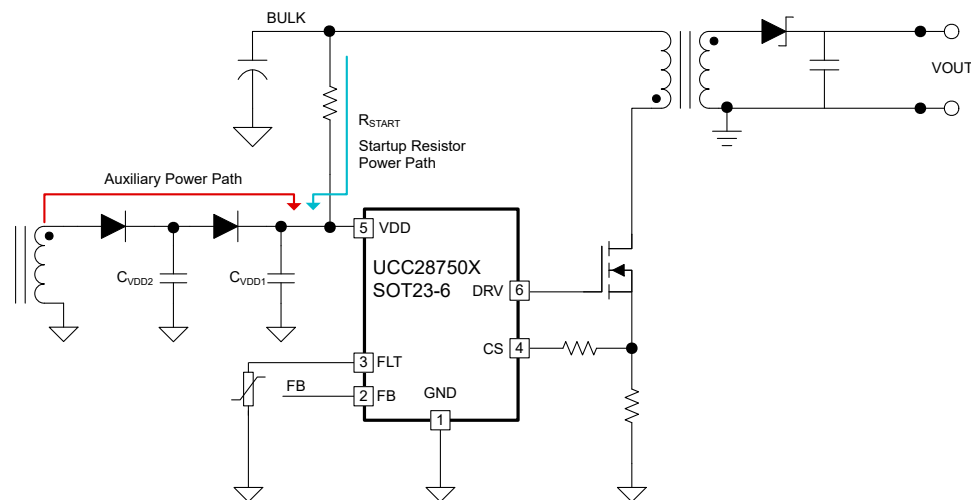 BULK
VOUT
RSTART
Startup Resistor
Power Path
Auxiliary Power Path
5
VDD
UCC28750X
SOT23-6
CVDD2
CVDD1
DRV
6
CS
4
3
FLT
FB
2
FB
GND
1